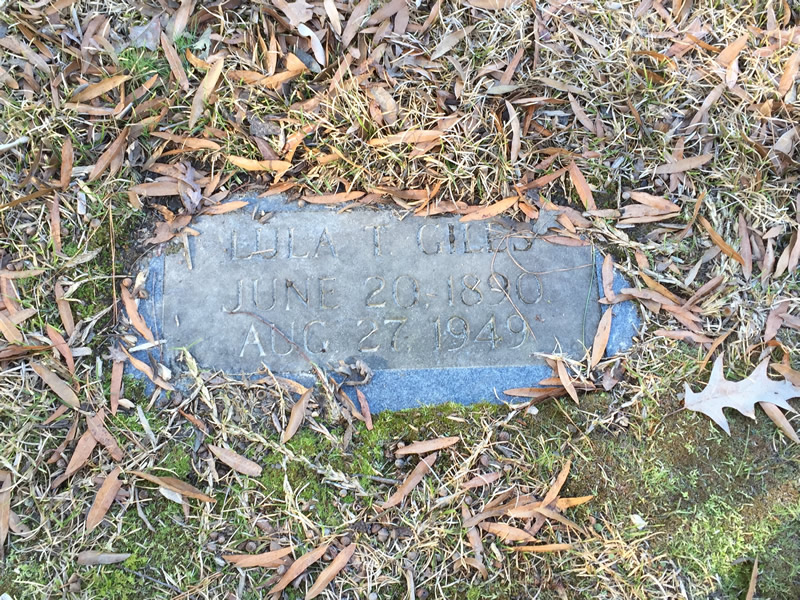 LULA T. GILES
JUNE 20, 1890
AUG. 27, 1949